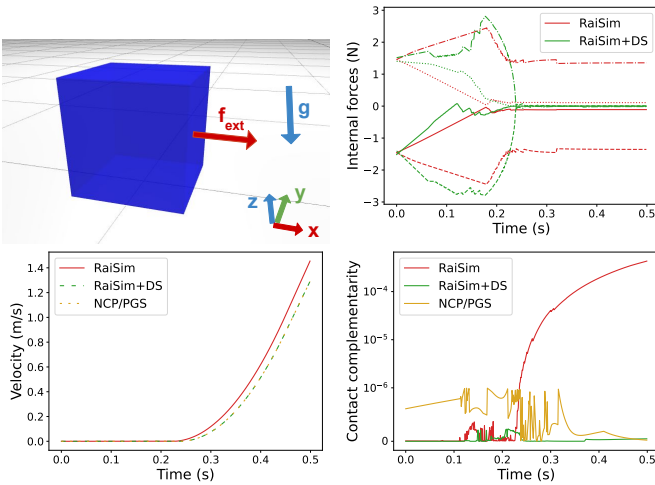 f_ext
g
z
y
x
Internal forces (N)
3
2
1
0
−1
−2
−3
RaiSim
RaiSim+DS
0.0 0.1 0.2 0.3 0.4 0.5
Time (s)
Velocity (m/s)
1.4
1.2
1.0
0.8
0.6
0.4
0.2
0.0
RaiSim
RaiSim+DS
NCP/PGS
0.0 0.1 0.2 0.3 0.4 0.5
Time (s)
Contact complementarity
10⁻⁴
10⁻⁵
10⁻⁶
0
RaiSim
RaiSim+DS
NCP/PGS
0.0 0.1 0.2 0.3 0.4 0.5
Time (s)